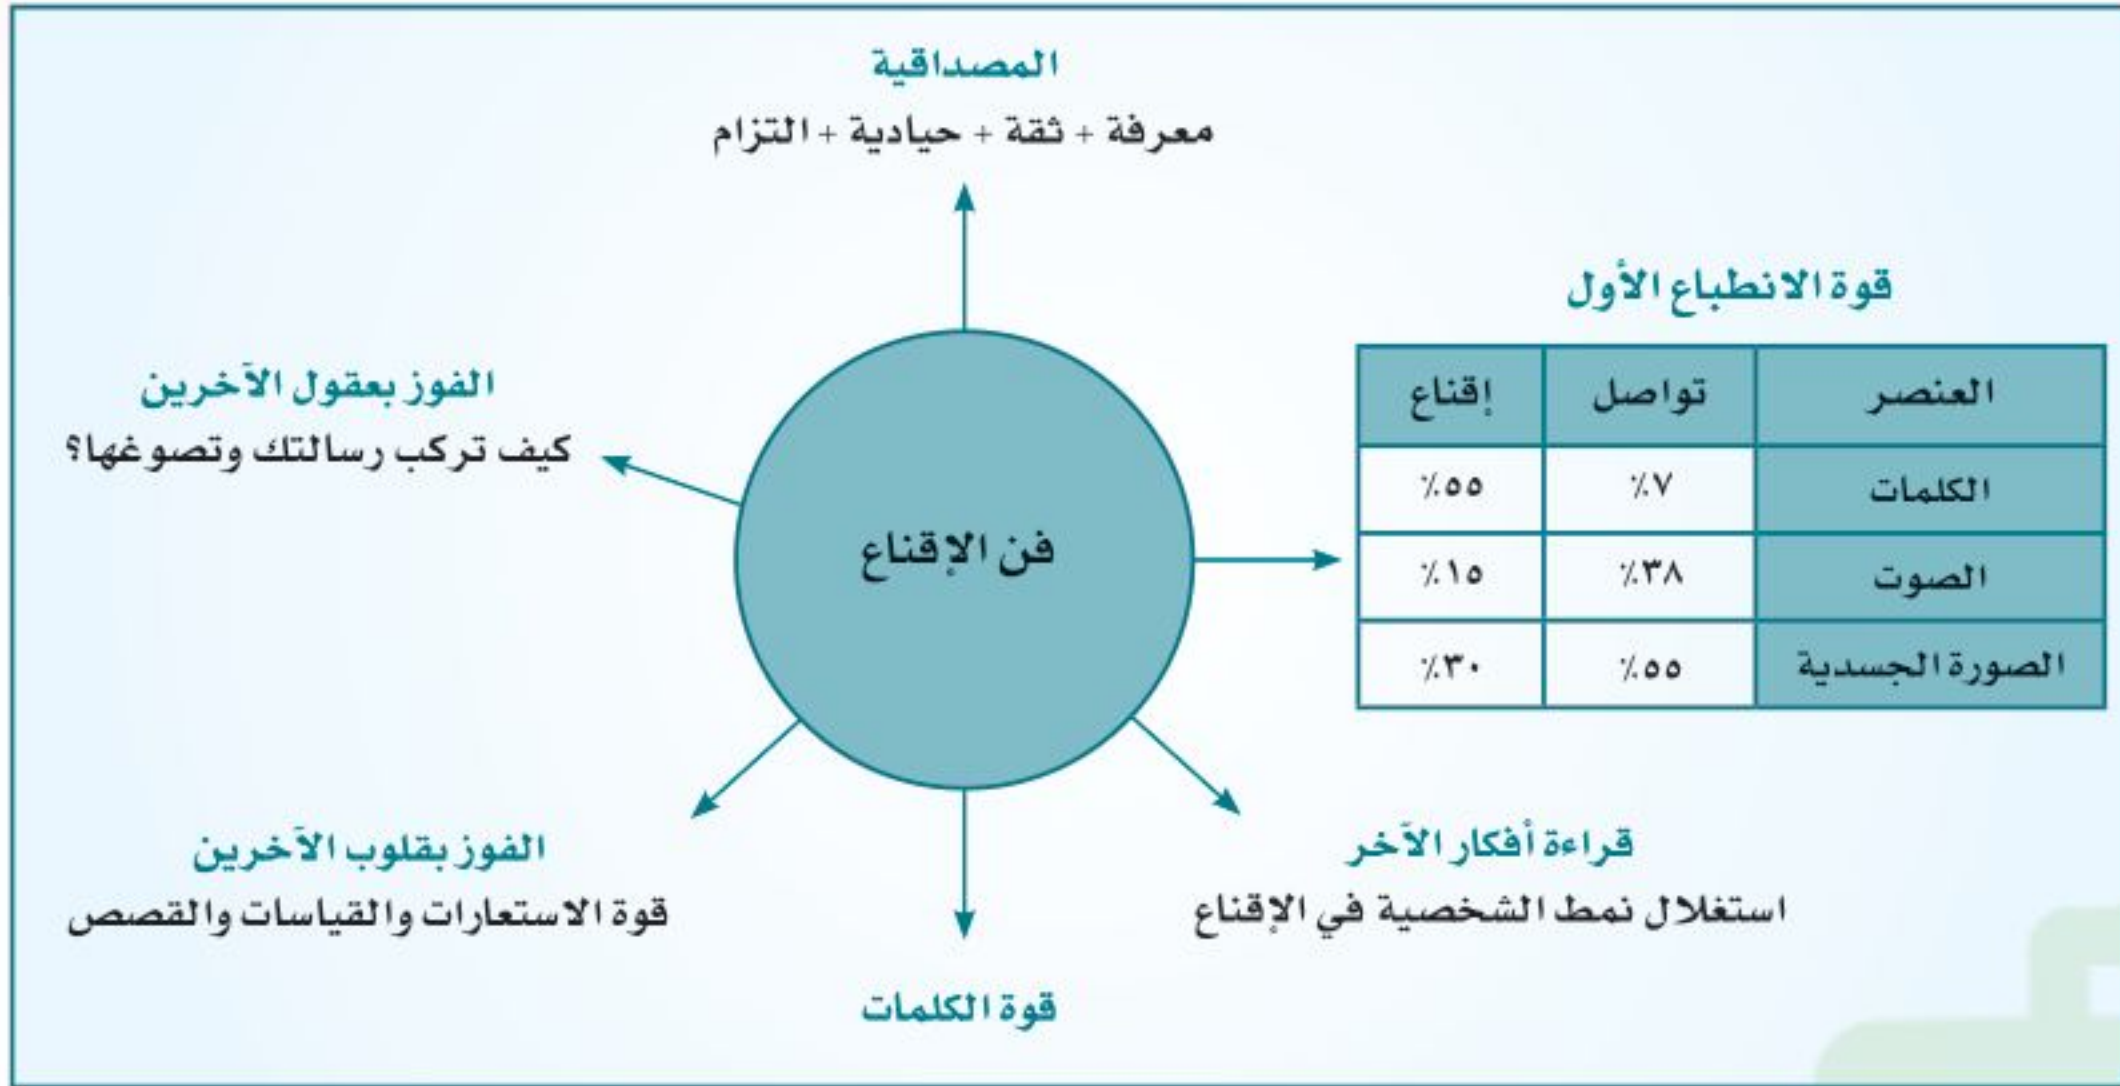 المصداقية
معرفة + ثقة + حيادية + التزام
قوة الانطباع الأول
العنصر تواصل إقناع
الكلمات ٧٪ ٥٥٪
الصوت ٣٨٪ ١٥٪
الصورة الجسدية ٥٥٪ ٣٠٪
الفوز بعقول الآخرين
كيف تركب رسالتك وتصوغها؟
فن الإقناع
قراءة أفكار الآخر
استغلال نمط الشخصية في الإقناع
الفوز بقلوب الآخرين
قوة الاستعارات والقياسات والقصص
قوة الكلمات